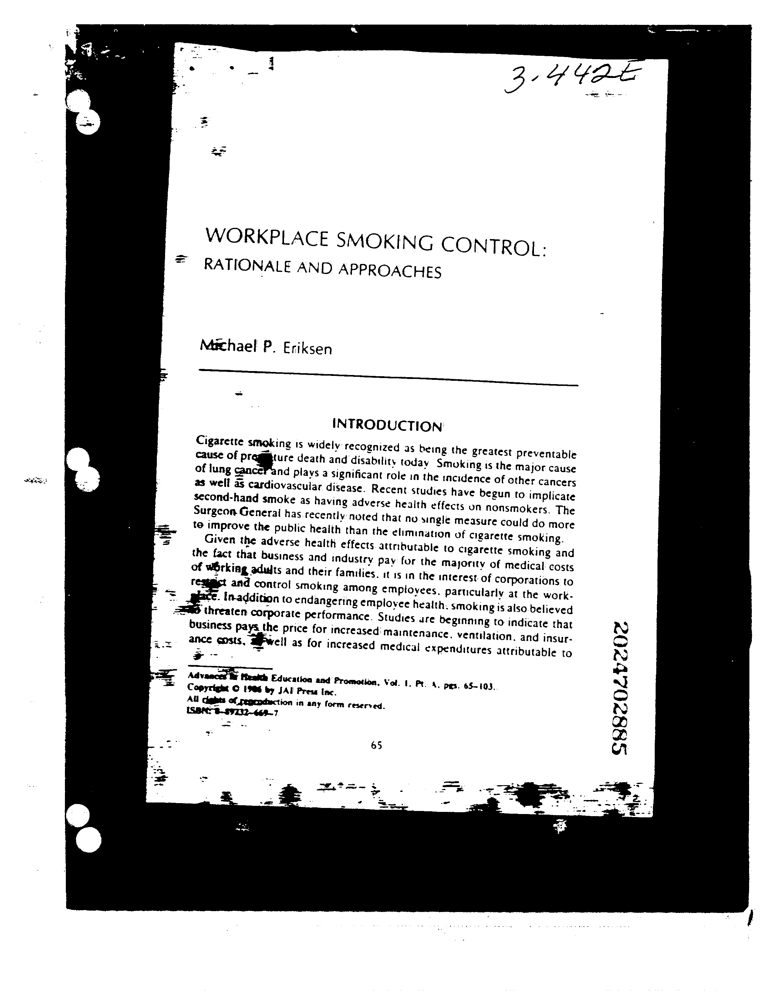 3.442E
WORKPLACE SMOKING CONTROL:
RATIONALE AND APPROACHES
Michael P. Eriksen
INTRODUCTION
Cigarette smoking is widely recognized as being the greatest preventable
cause of premature death and disability today. Smoking is the major cause
of lung cancer and plays a significant role in the incidence of other cancers
as well as cardiovascular disease. Recent studies have begun to implicate
second-hand smoke as having adverse health effects on nonsmokers. The
Surgeon General has recently noted that no single measure could do more
to improve the public health than the elimination of cigarette smoking.
Given the adverse health effects attributable to cigarette smoking and
the fact that business and industry pay for the majority of medical costs
of working adults and their families, it is in the interest of corporations to
and control smoking among employees, particularly at the work-
place. In addition to endangering employee health, smoking is also believed
to threaten corporate performance. Studies are beginning to indicate that
business pays the price for increased maintenance, ventilation, and insur-
ance costs, as well as for increased medical expenditures attributable to
Advances in Health Education and Promotion, Vol. 1, Pt. A, pgs. 65-103.
Copyright © 1986 by JAI Press Inc.
All rights of reproduction in any form reserved.
ISBN: 0-89232-669-7
65
2024702885